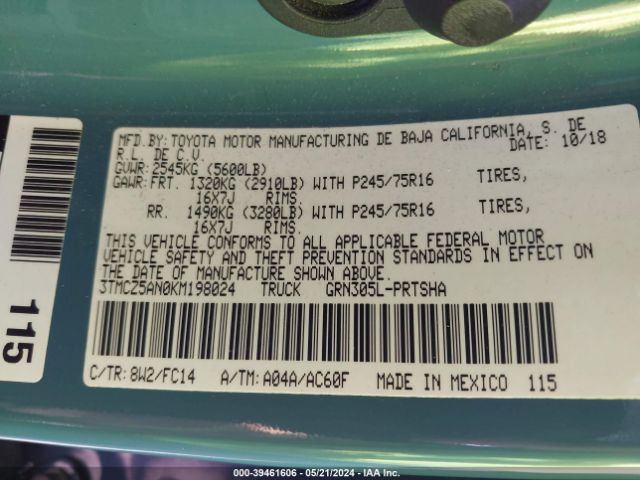 MFD.BY:TOYOTA MOTOR MANUFACTURING DE BAJA CALIFORNIA, S. DE
R.L. DE C.V. DATE: 10/18
GVWR:2545KG (5600LB)
GAWR:FRT. 1320KG (2910LB) WITH P245/75R16 TIRES,
16X7J RIMS.
RR. 1490KG (3280LB) WITH P245/75R16 TIRES,
16X7J RIMS.
THIS VEHICLE CONFORMS TO ALL APPLICABLE FEDERAL MOTOR
VEHICLE SAFETY AND THEFT PREVENTION STANDARDS IN EFFECT ON
THE DATE OF MANUFACTURE SHOWN ABOVE.
3TMCZ5AN0KM198024 TRUCK GRN305L-PRTSHA
C/TR:8W2/FC14 A/TM:A04A/AC60F MADE IN MEXICO 115
115
000-39461606 - 05/21/2024 - IAA Inc.